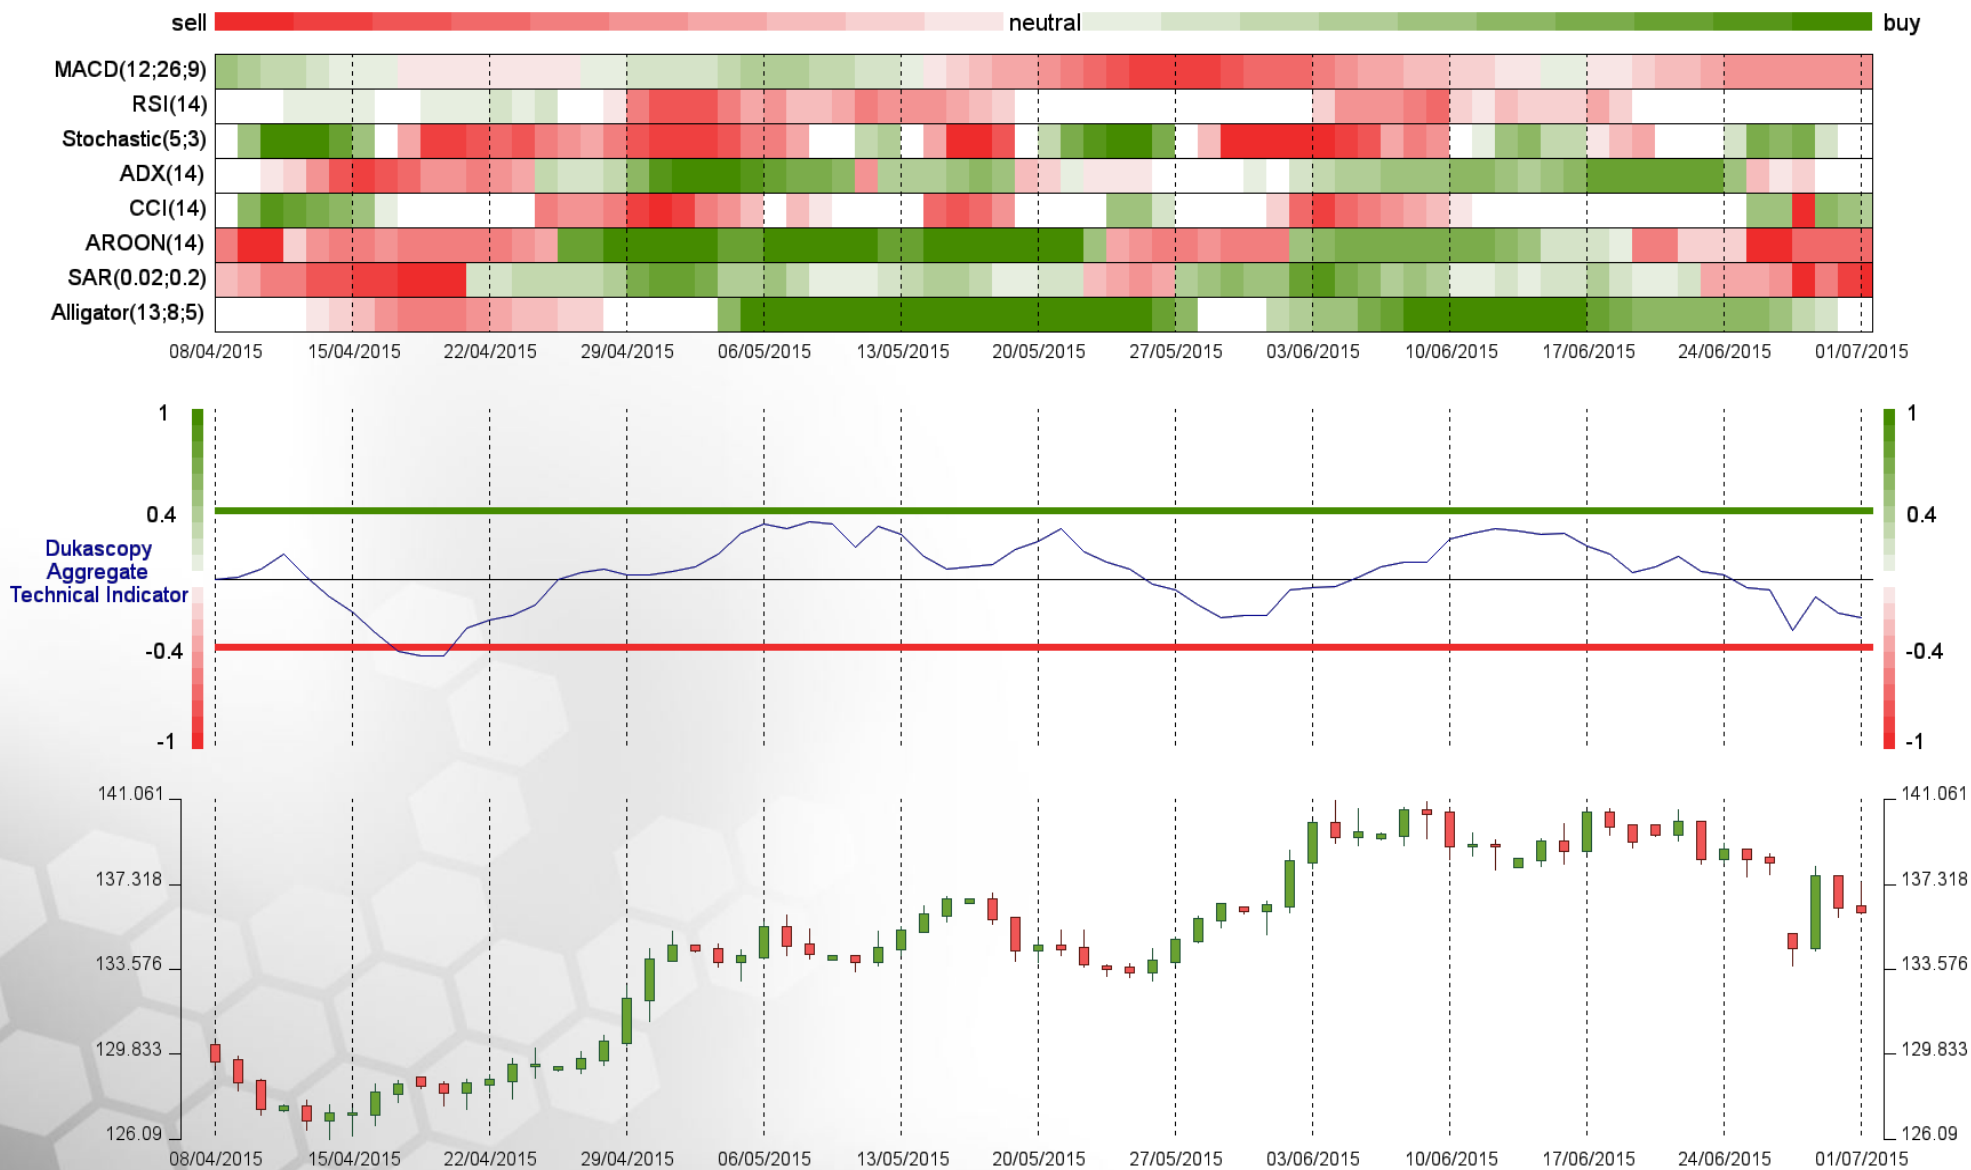 sell neutral buy
MACD(12;26;9)
RSI(14)
Stochastic(5;3)
ADX(14)
CCI(14)
AROON(14)
SAR(0.02;0.2)
Alligator(13;8;5)
08/04/2015 15/04/2015 22/04/2015 29/04/2015 06/05/2015 13/05/2015 20/05/2015 27/05/2015 03/06/2015 10/06/2015 17/06/2015 24/06/2015 01/07/2015
1 1
0.4 0.4
Dukascopy
Aggregate
Technical Indicator
-0.4 -0.4
-1 -1
141.061 141.061
137.318 137.318
133.576 133.576
129.833 129.833
126.09 126.09
08/04/2015 15/04/2015 22/04/2015 29/04/2015 06/05/2015 13/05/2015 20/05/2015 27/05/2015 03/06/2015 10/06/2015 17/06/2015 24/06/2015 01/07/2015